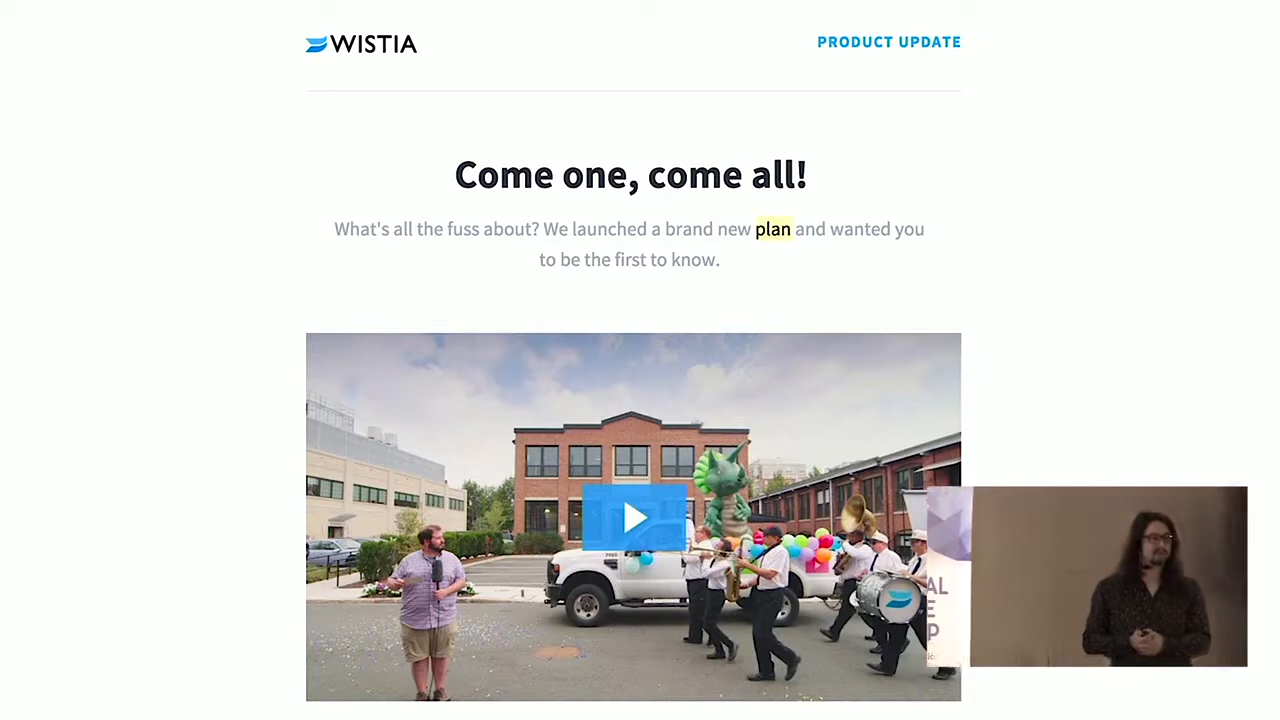 WISTIA
PRODUCT UPDATE
Come one, come all!
What's all the fuss about? We launched a brand new plan and wanted you
to be the first to know.
AL
E
P